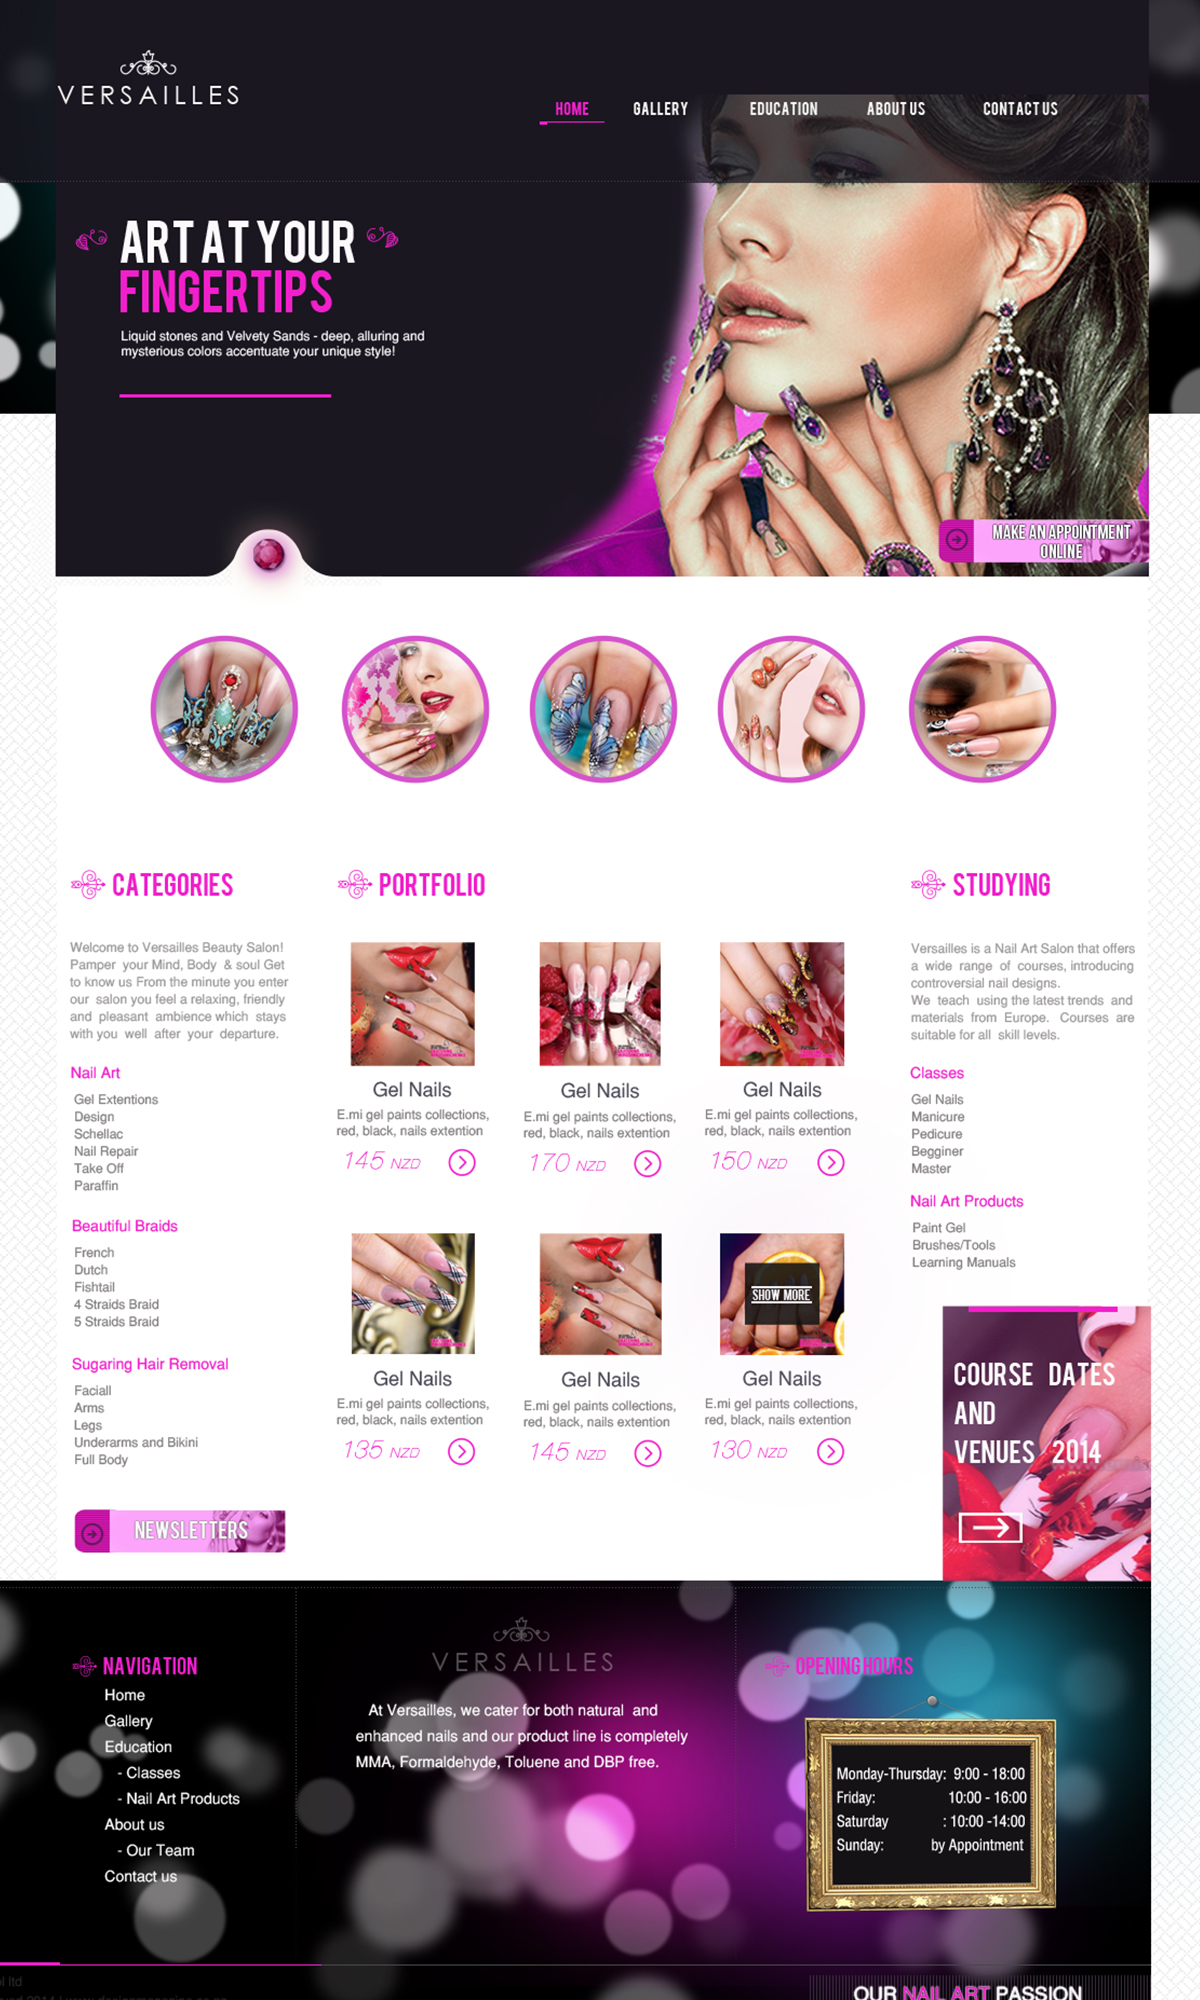 VERSAILLES
HOME
GALLERY
EDUCATION
ABOUT US
CONTACT US
ART AT YOUR
FINGERTIPS
Liquid stones and Velvety Sands - deep, alluring and
mysterious colors accentuate your unique style!
MAKE AN APPOINTMENT
ONLINE
CATEGORIES
Welcome to Versailles Beauty Salon!
Pamper your Mind, Body & soul Get
to know us From the minute you enter
our salon you feel a relaxing, friendly
and pleasant ambience which stays
with you well after your departure.
Nail Art
Gel Extentions
Design
Schellac
Nail Repair
Take Off
Paraffin
Beautiful Braids
French
Dutch
Fishtail
4 Straids Braid
5 Straids Braid
Sugaring Hair Removal
Faciall
Arms
Legs
Underarms and Bikini
Full Body
NEWSLETTERS
PORTFOLIO
Gel Nails
E.mi gel paints collections,
red, black, nails extention
145 NZD
Gel Nails
E.mi gel paints collections,
red, black, nails extention
170 NZD
Gel Nails
E.mi gel paints collections,
red, black, nails extention
150 NZD
Gel Nails
E.mi gel paints collections,
red, black, nails extention
135 NZD
Gel Nails
E.mi gel paints collections,
red, black, nails extention
145 NZD
SHOW MORE
Gel Nails
E.mi gel paints collections,
red, black, nails extention
130 NZD
STUDYING
Versailles is a Nail Art Salon that offers
a wide range of courses, introducing
controversial nail designs.
We teach using the latest trends and
materials from Europe. Courses are
suitable for all skill levels.
Classes
Gel Nails
Manicure
Pedicure
Begginer
Master
Nail Art Products
Paint Gel
Brushes/Tools
Learning Manuals
COURSE DATES
AND
VENUES 2014
NAVIGATION
Home
Gallery
Education
- Classes
- Nail Art Products
About us
- Our Team
Contact us
VERSAILLES
At Versailles, we cater for both natural and
enhanced nails and our product line is completely
MMA, Formaldehyde, Toluene and DBP free.
OPENING HOURS
Monday-Thursday: 9:00 - 18:00
Friday: 10:00 - 16:00
Saturday : 10:00 -14:00
Sunday: by Appointment
ltd
OUR NAIL ART PASSION